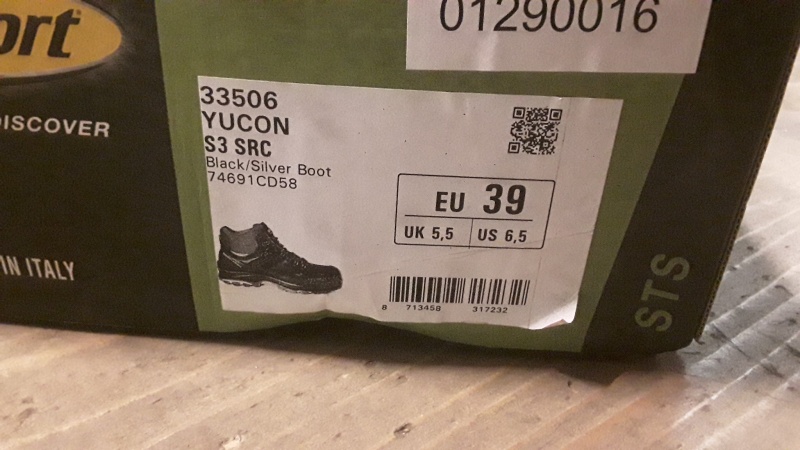 ort
01290016
DISCOVER
33506
YUCON
S3 SRC
Black/Silver Boot
74691CD58
EU 39
UK 5,5 US 6,5
IN ITALY
8 713458 317232
STS